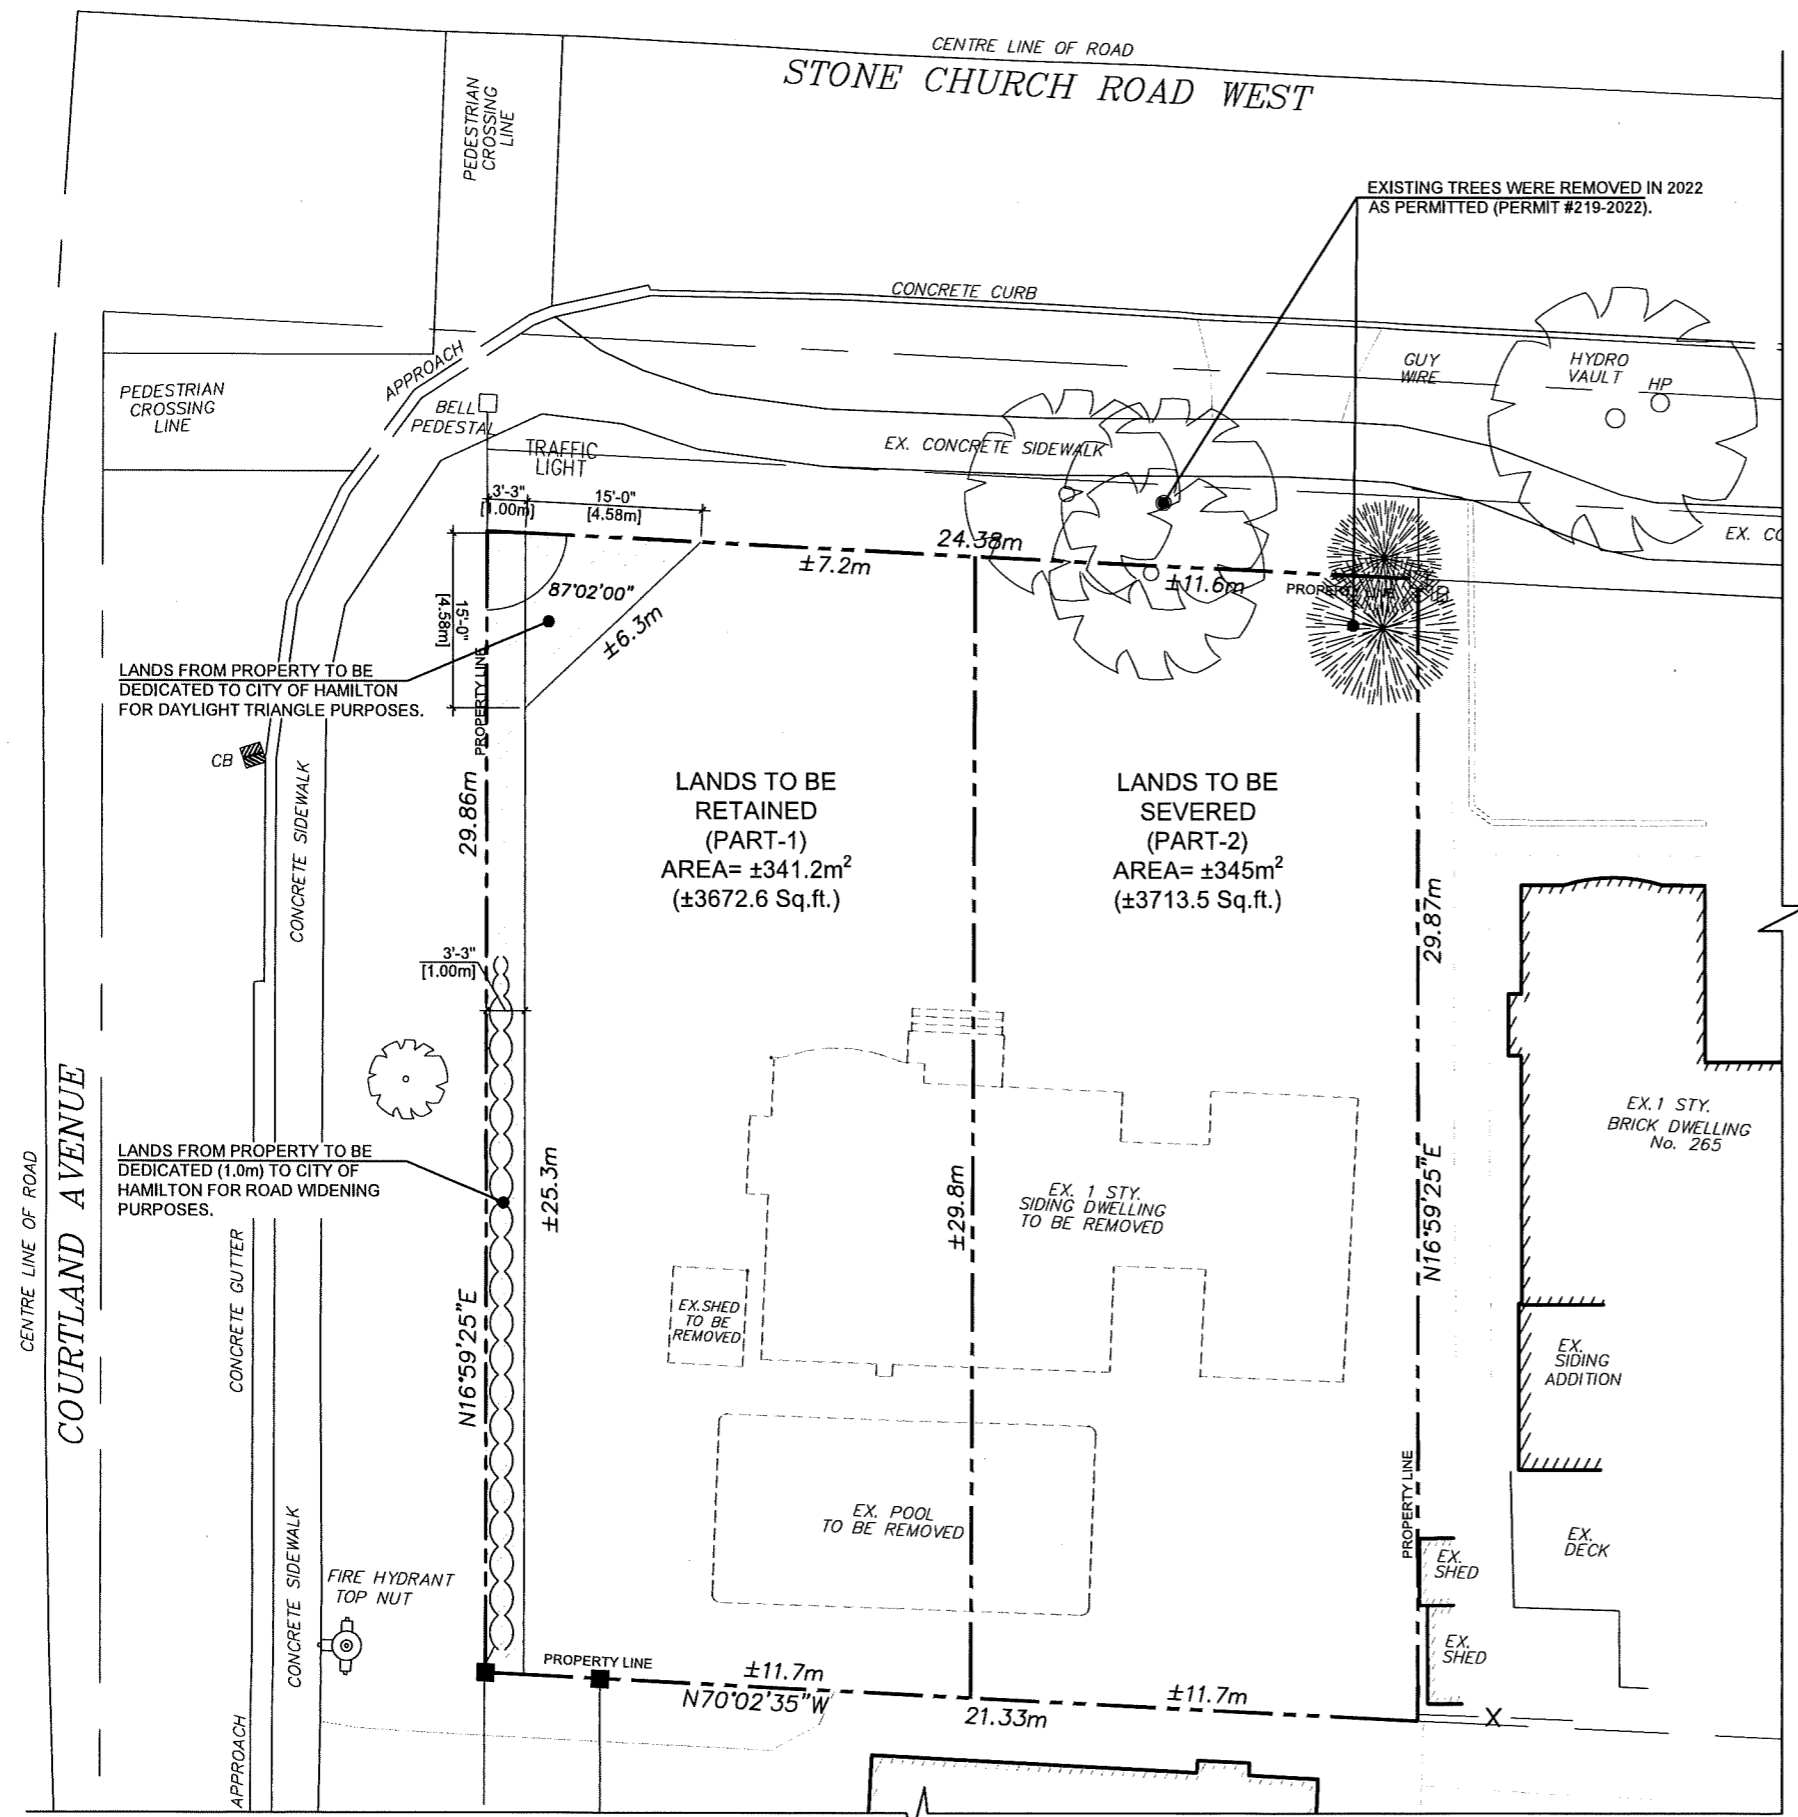 CENTRE LINE OF ROAD
STONE CHURCH ROAD WEST
PEDESTRIAN
CROSSING
LINE
EXISTING TREES WERE REMOVED IN 2022
AS PERMITTED (PERMIT #219-2022).
CONCRETE CURB
APPROACH
PEDESTRIAN
CROSSING
LINE
BELL
PEDESTAL
TRAFFIC
LIGHT
EX. CONCRETE SIDEWALK
GUY
WIRE
HYDRO
VAULT
HP
EX. CO
3'-3"
[1.00m]
15'-0"
[4.58m]
24.38m
±7.2m
±11.6m
PROPERTY LINE
87°02'00"
15'-0"
[4.58m]
±6.3m
LANDS FROM PROPERTY TO BE
DEDICATED TO CITY OF HAMILTON
FOR DAYLIGHT TRIANGLE PURPOSES.
PROPERTY LINE
CB
CONCRETE SIDEWALK
29.86m
LANDS TO BE
RETAINED
(PART-1)
AREA= ±341.2m²
(±3672.6 Sq.ft.)
LANDS TO BE
SEVERED
(PART-2)
AREA= ±345m²
(±3713.5 Sq.ft.)
29.87m
3'-3"
[1.00m]
CENTRE LINE OF ROAD
COURTLAND AVENUE
LANDS FROM PROPERTY TO BE
DEDICATED (1.0m) TO CITY OF
HAMILTON FOR ROAD WIDENING
PURPOSES.
CONCRETE GUTTER
±25.3m
N16°59'25"E
±29.8m
EX. 1 STY.
SIDING DWELLING
TO BE REMOVED
EX.SHED
TO BE
REMOVED
N16°59'25"E
EX.1 STY.
BRICK DWELLING
No. 265
EX.
SIDING
ADDITION
EX. POOL
TO BE REMOVED
PROPERTY LINE
EX.
SHED
EX.
DECK
EX.
SHED
CONCRETE SIDEWALK
FIRE HYDRANT
TOP NUT
APPROACH
PROPERTY LINE
±11.7m
N70°02'35"W
±11.7m
21.33m
X